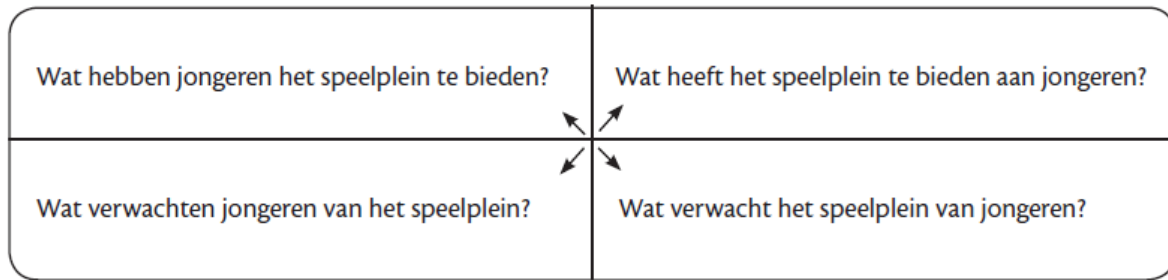 Wat hebben jongeren het speelplein te bieden?
Wat heeft het speelplein te bieden aan jongeren?
Wat verwachten jongeren van het speelplein?
Wat verwacht het speelplein van jongeren?